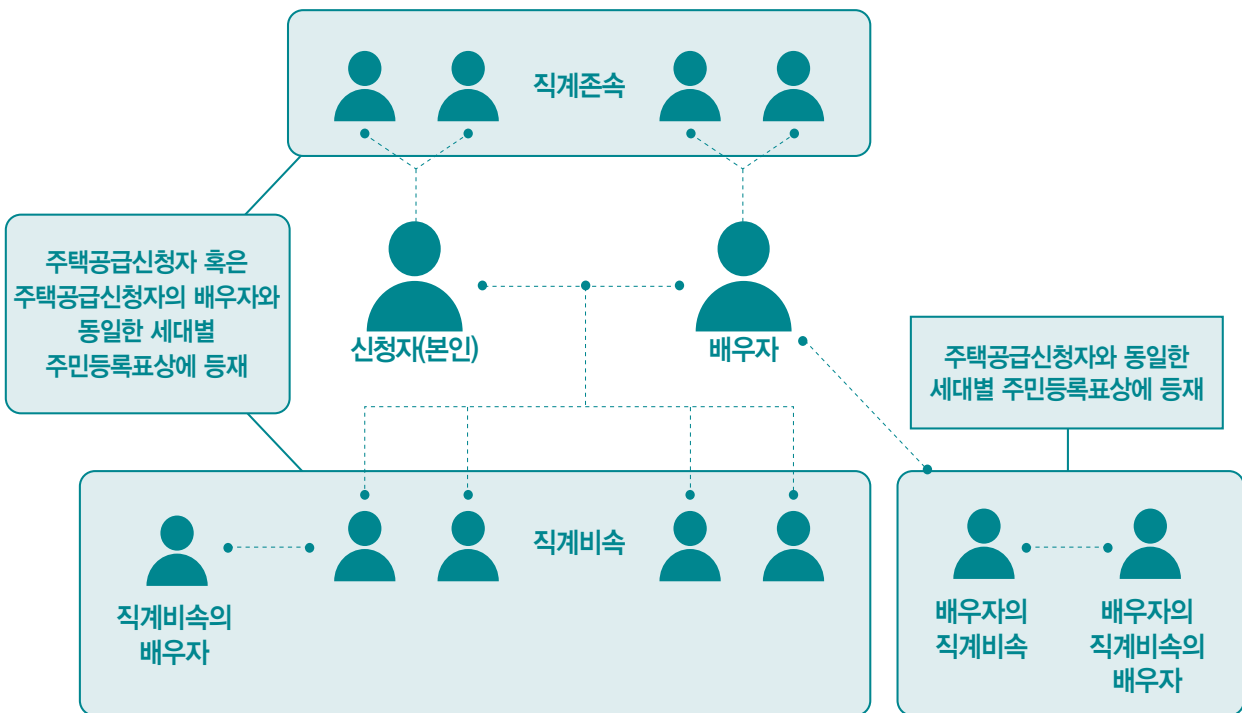 직계존속
주택공급신청자 혹은
주택공급신청자의 배우자와
동일한 세대별
주민등록표상에 등재
신청자(본인)
배우자
주택공급신청자와 동일한
세대별 주민등록표상에 등재
직계비속
직계비속의
배우자
배우자의
직계비속
배우자의
직계비속의
배우자